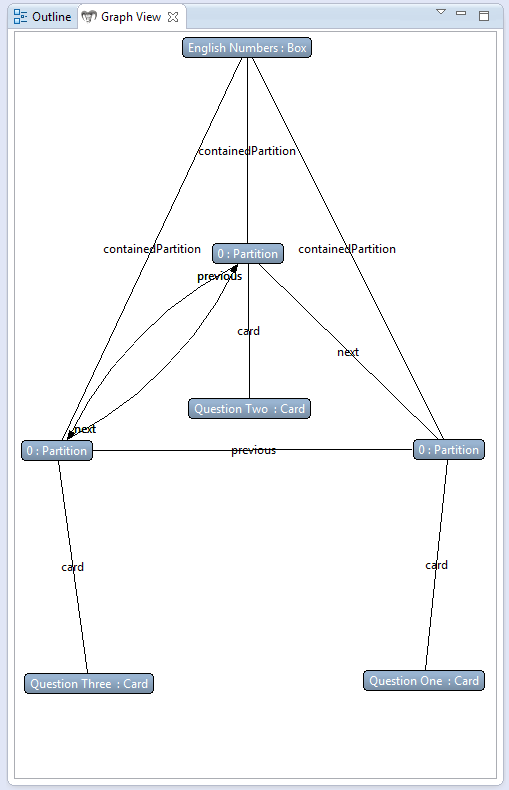 Outline Graph View
English Numbers : Box
containedPartition
containedPartition containedPartition
0 : Partition
previous
card
next
Question Two : Card
next
0 : Partition previous 0 : Partition
card card
Question Three : Card Question One : Card